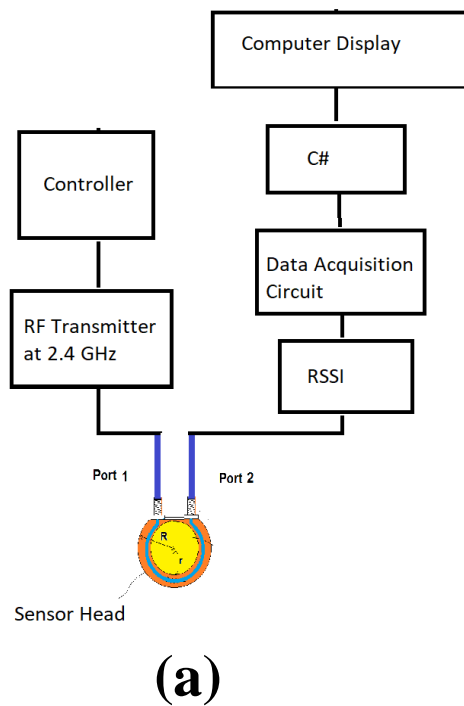 Computer Display
Controller
C#
Data Acquisition
Circuit
RF Transmitter
at 2.4 GHz
RSSI
Port 1
Port 2
R
r
Sensor Head
(a)